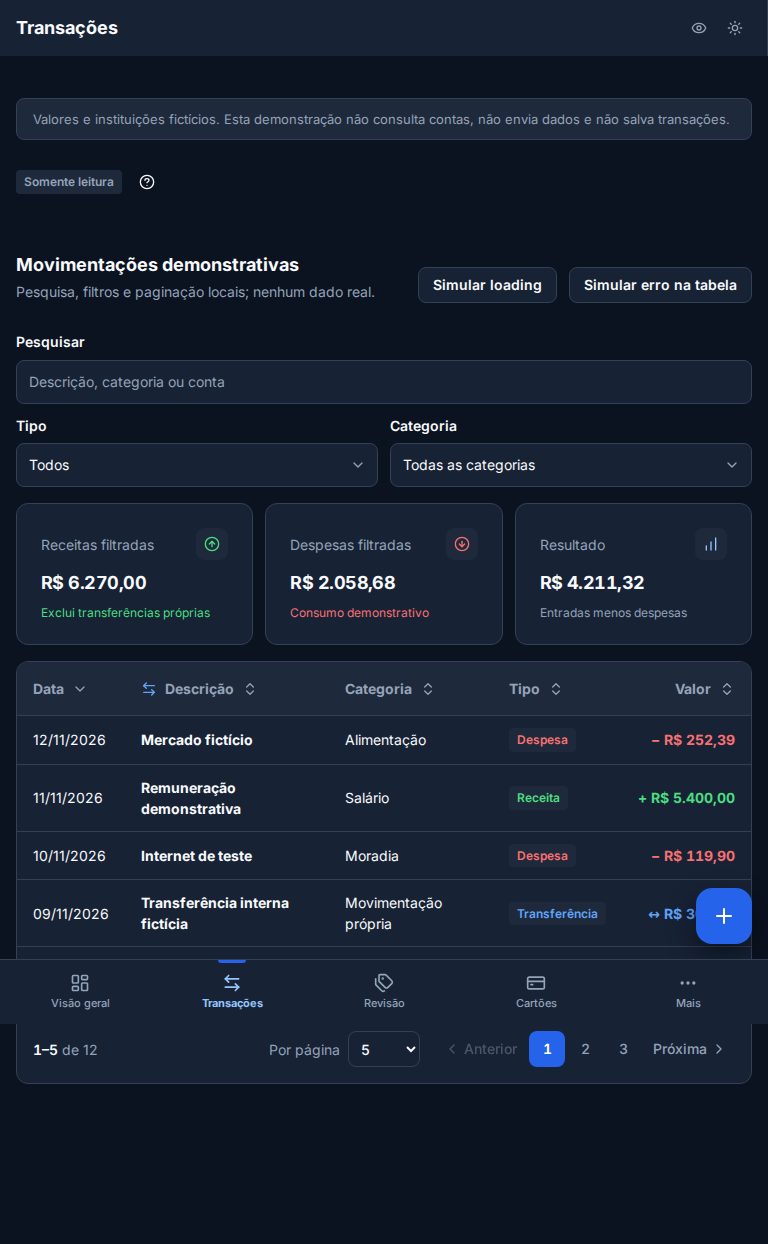 Transações
Valores e instituições fictícios. Esta demonstração não consulta contas, não envia dados e não salva transações.
Somente leitura
Movimentações demonstrativas
Pesquisa, filtros e paginação locais; nenhum dado real.
Simular loading
Simular erro na tabela
Pesquisar
Descrição, categoria ou conta
Tipo
Categoria
Todos
Todas as categorias
Receitas filtradas
R$ 6.270,00
Exclui transferências próprias
Despesas filtradas
R$ 2.058,68
Consumo demonstrativo
Resultado
R$ 4.211,32
Entradas menos despesas
Data Descrição Categoria Tipo Valor
12/11/2026 Mercado fictício Alimentação Despesa − R$ 252,39
11/11/2026 Remuneração demonstrativa Salário Receita + R$ 5.400,00
10/11/2026 Internet de teste Moradia Despesa − R$ 119,90
09/11/2026 Transferência interna fictícia Movimentação própria Transferência ↔ R$
Visão geral
Transações
Revisão
Cartões
Mais
1–5 de 12 Por página 5 Anterior 1 2 3 Próxima